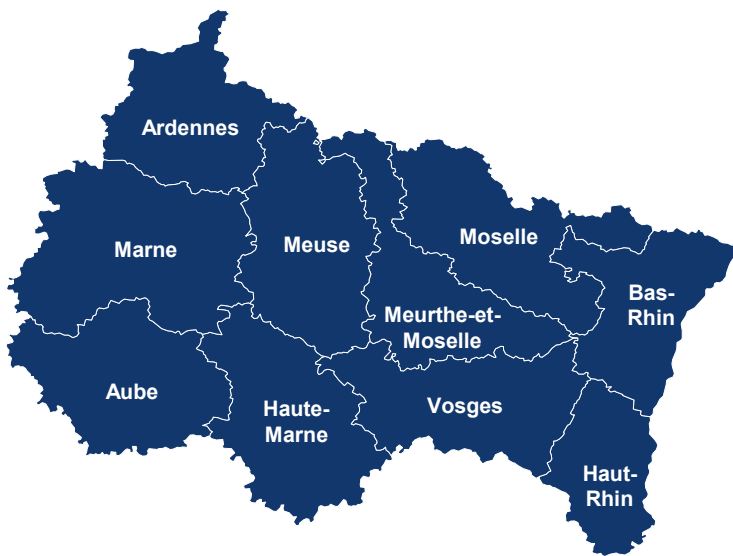 Ardennes
Marne
Meuse
Moselle
Bas-
Rhin
Meurthe-et-
Moselle
Aube
Haute-
Marne
Vosges
Haut-
Rhin